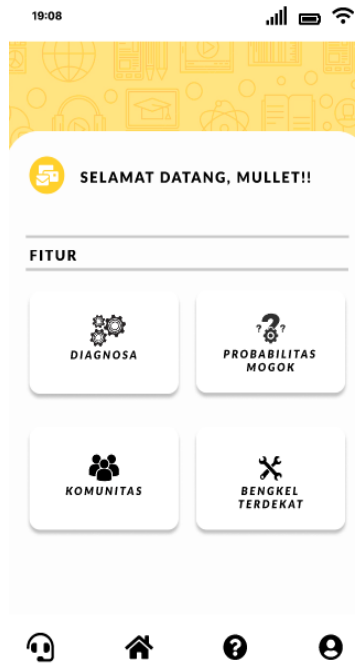 19:08
SELAMAT DATANG, MULLET!!
FITUR
DIAGNOSA
PROBABILITAS
MOGOK
KOMUNITAS
BENGKEL
TERDEKAT